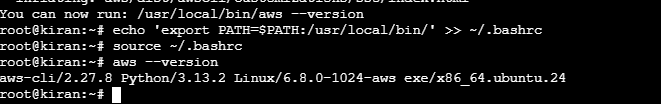 You can now run: /usr/local/bin/aws --version
root@kiran:~# echo 'export PATH=$PATH:/usr/local/bin/' >> ~/.bashrc
root@kiran:~# source ~/.bashrc
root@kiran:~# aws --version
aws-cli/2.27.8 Python/3.13.2 Linux/6.8.0-1024-aws exe/x86_64.ubuntu.24
root@kiran:~#